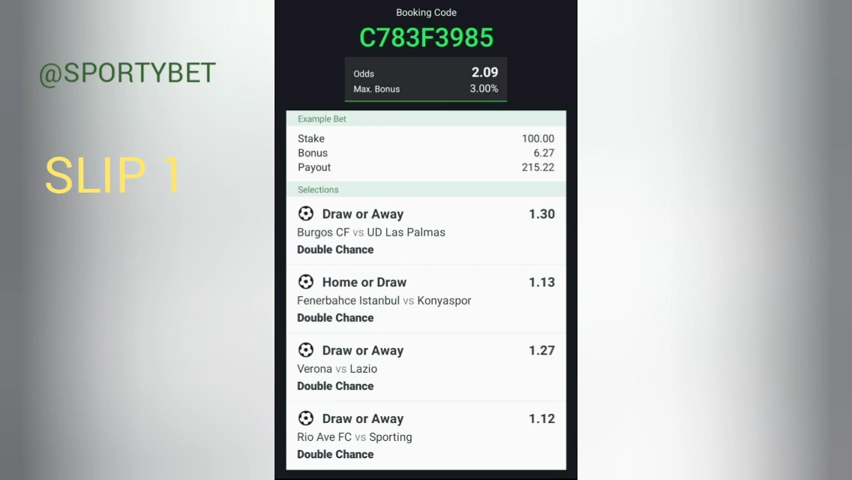 @SPORTYBET
SLIP 1
Booking Code
C783F3985
Odds 2.09
Max. Bonus 3.00%
Example Bet
Stake 100.00
Bonus 6.27
Payout 215.22
Selections
Draw or Away 1.30
Burgos CF vs UD Las Palmas
Double Chance
Home or Draw 1.13
Fenerbahce Istanbul vs Konyaspor
Double Chance
Draw or Away 1.27
Verona vs Lazio
Double Chance
Draw or Away 1.12
Rio Ave FC vs Sporting
Double Chance